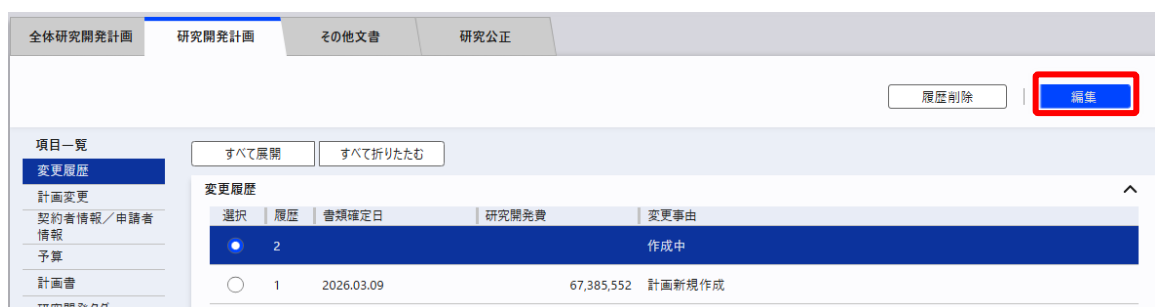 全体研究開発計画 研究開発計画 その他文書 研究公正
履歴削除 編集
項目一覧
すべて展開 すべて折りたたむ
変更履歴
計画変更
契約者情報／申請者
情報
予算
計画書
変更履歴
選択 履歴 書類確定日 研究開発費 変更事由
2 作成中
1 2026.03.09 67,385,552 計画新規作成